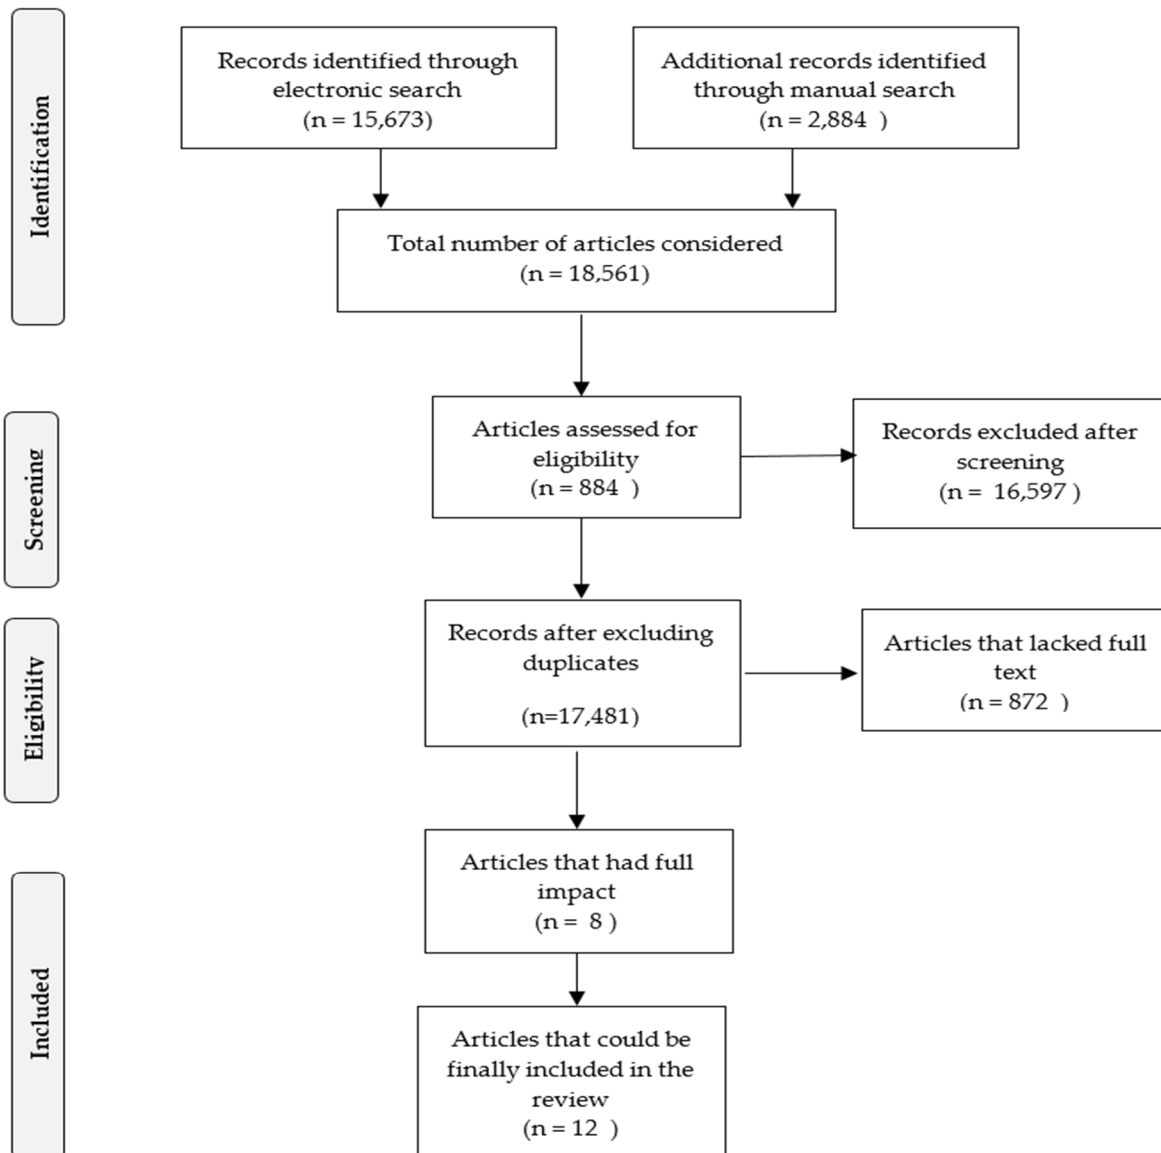 Identification
Records identified through
electronic search
(n = 15,673)
Additional records identified
through manual search
(n = 2,884  )
Total number of articles considered
(n = 18,561)
Screening
Articles assessed for
eligibility
(n = 884  )
Records excluded after
screening
(n =  16,597 )
Eligibility
Records after excluding
duplicates
(n=17,481)
Articles that lacked full
text
(n = 872  )
Articles that had full
impact
(n =  8 )
Included
Articles that could be
finally included in the
review
(n = 12  )